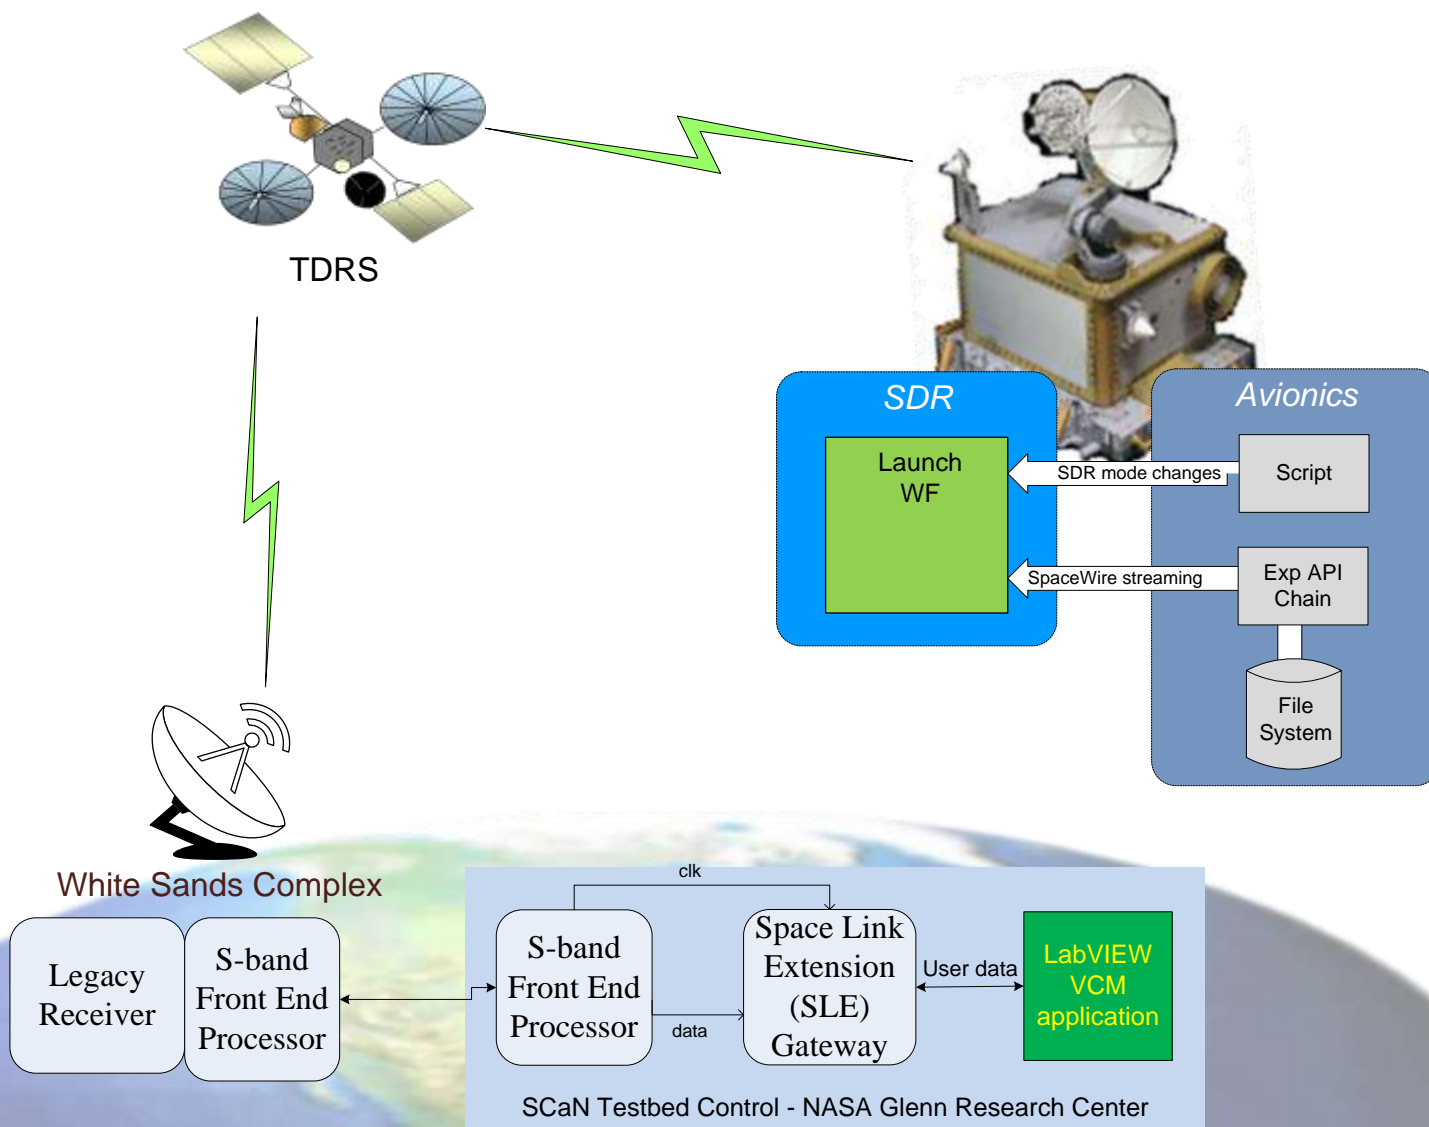 TDRS
SDR
Avionics
Launch
WF
SDR mode changes
Script
SpaceWire streaming
Exp API
Chain
File
System
White Sands Complex
Legacy
Receiver
S-band
Front End
Processor
clk
S-band
Front End
Processor
data
Space Link
Extension
(SLE)
Gateway
User data
LabVIEW
VCM
application
SCaN Testbed Control - NASA Glenn Research Center